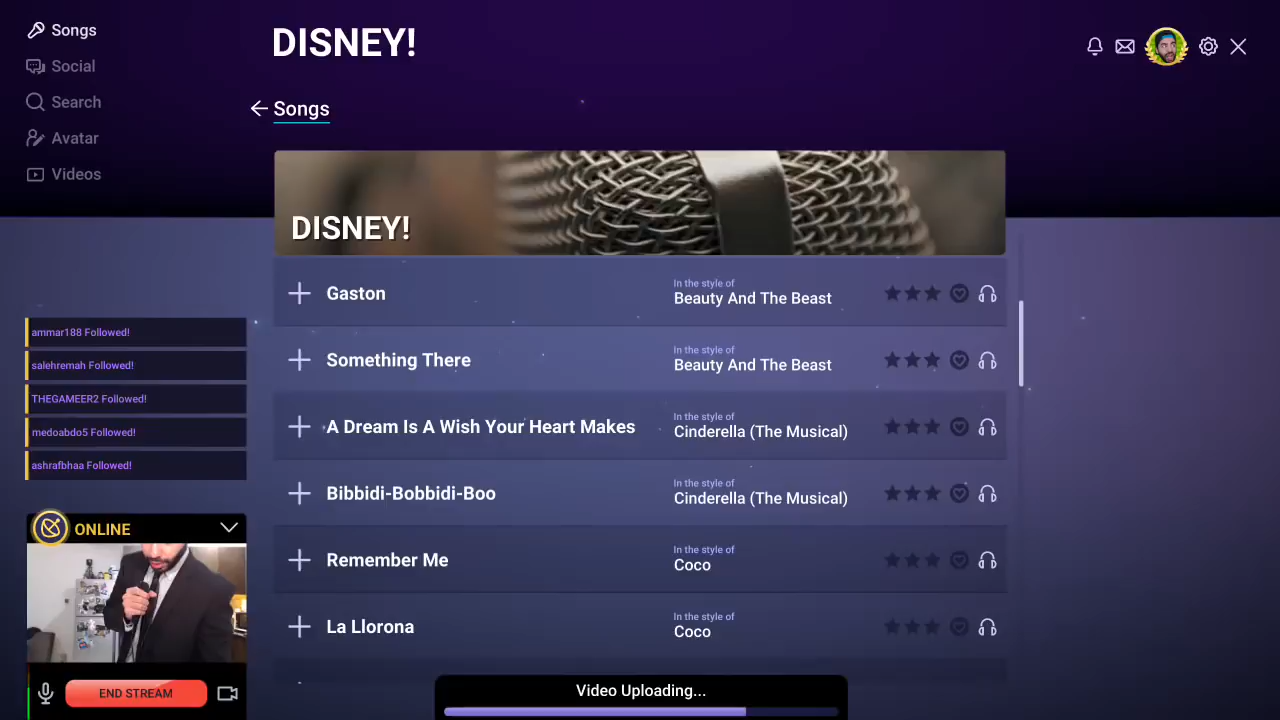 Songs
Social
Search
Avatar
Videos
DISNEY!
Songs
DISNEY!
Gaston
In the style of
Beauty And The Beast
Something There
In the style of
Beauty And The Beast
A Dream Is A Wish Your Heart Makes
In the style of
Cinderella (The Musical)
Bibbidi-Bobbidi-Boo
In the style of
Cinderella (The Musical)
Remember Me
In the style of
Coco
La Llorona
In the style of
Coco
ammar188 Followed!
salehremah Followed!
THEGAMEER2 Followed!
medoabdo5 Followed!
ashrafbhaa Followed!
ONLINE
END STREAM
Video Uploading...